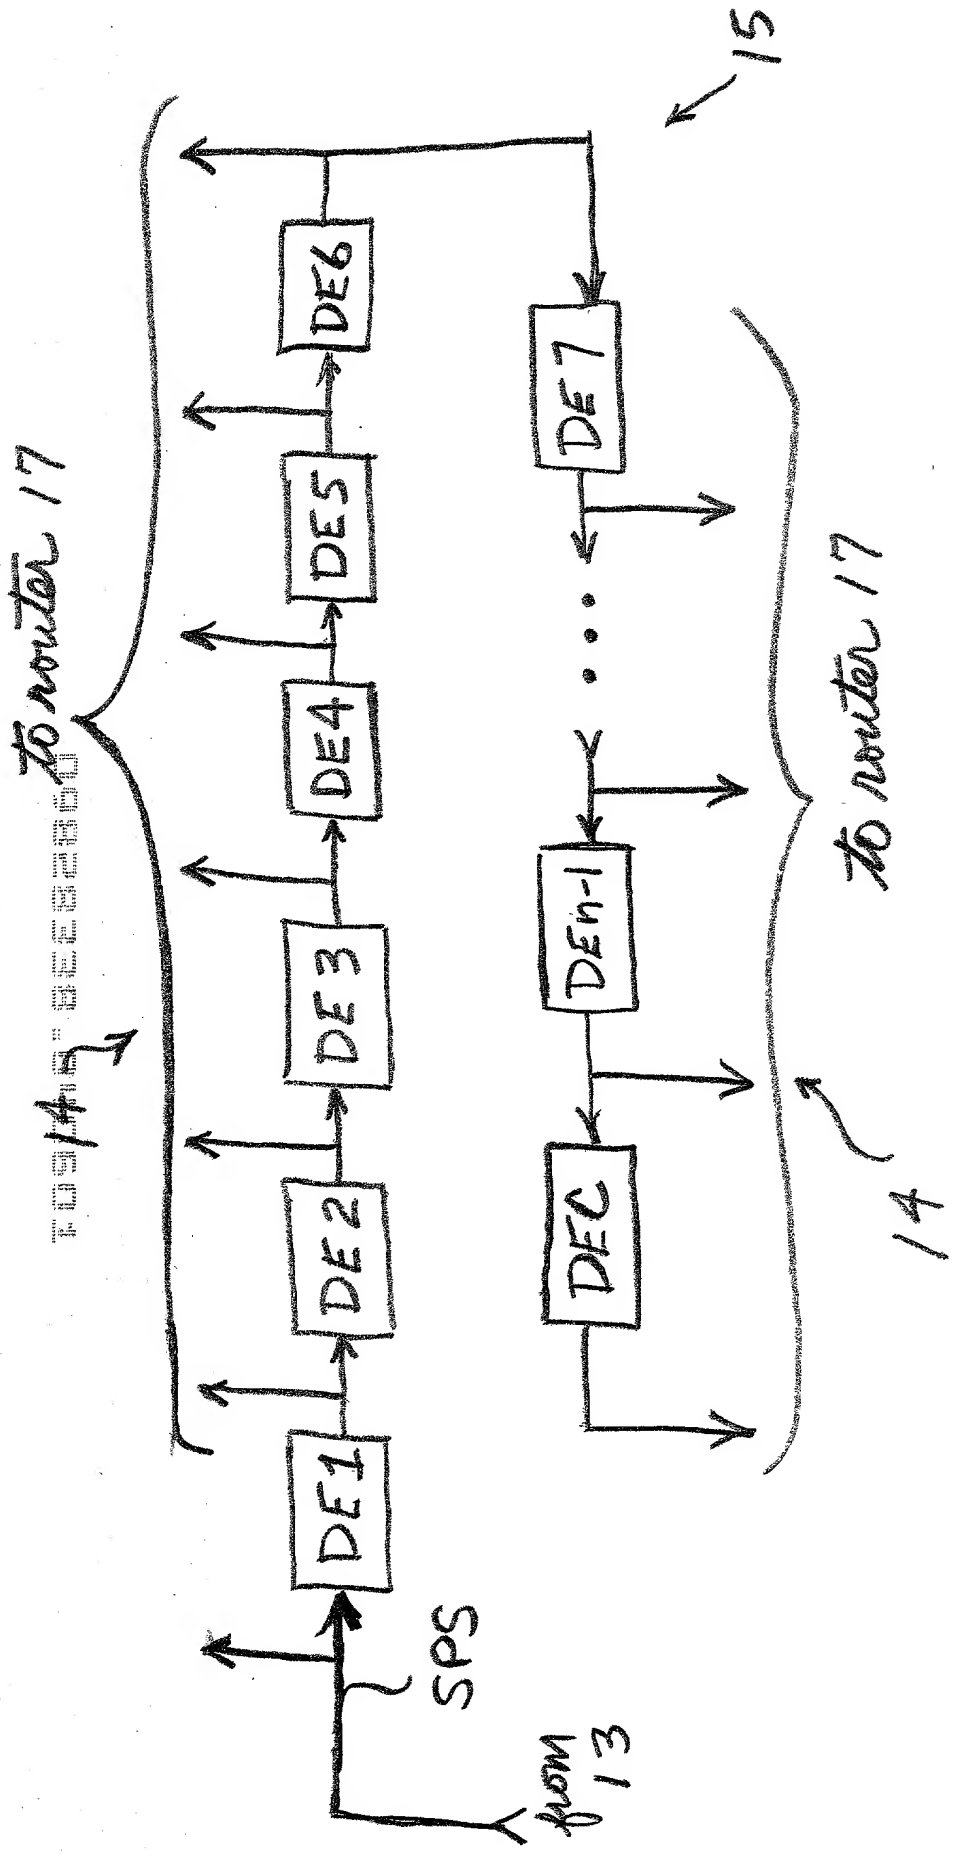 to router 17
14
DE1 DE2 DE3 DE4 DE5 DE6
SPS
from
13
DEC DEn-1 • • • DE7
15
to router 17
14